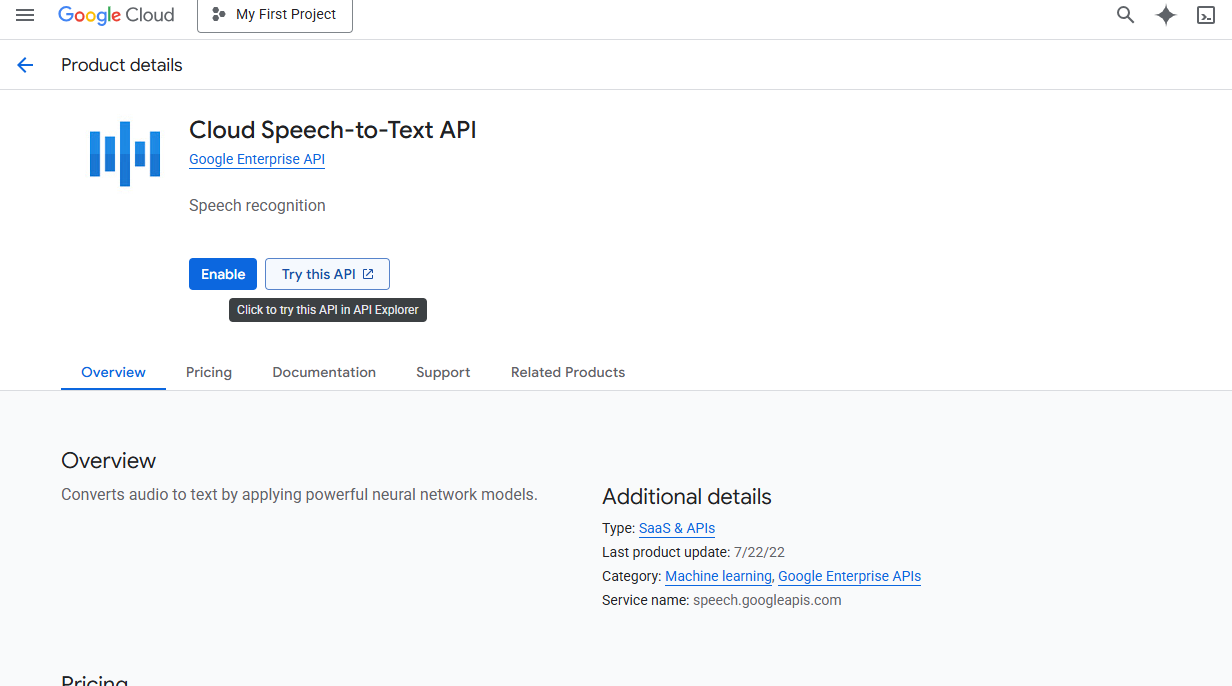 Google Cloud
My First Project
Product details
Cloud Speech-to-Text API
Google Enterprise API
Speech recognition
Enable
Try this API
Click to try this API in API Explorer
Overview
Pricing
Documentation
Support
Related Products
Overview
Converts audio to text by applying powerful neural network models.
Additional details
Type: SaaS & APIs
Last product update: 7/22/22
Category: Machine learning, Google Enterprise APIs
Service name: speech.googleapis.com
Pricing